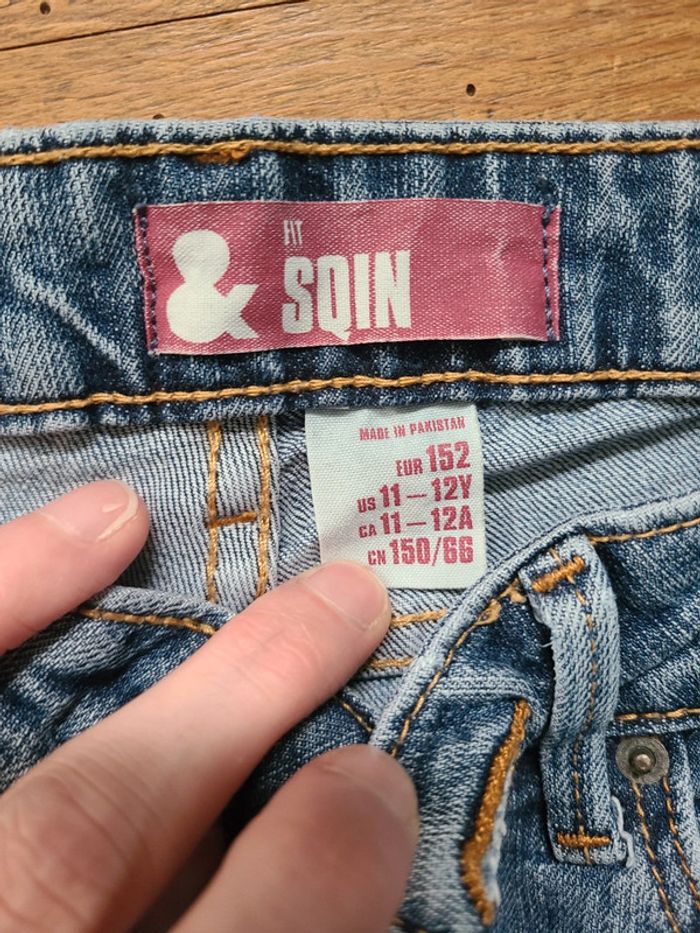 &
FIT
SQIN
MADE IN PAKISTAN
EUR 152
US 11 – 12Y
CA 11 – 12A
CN 150/66